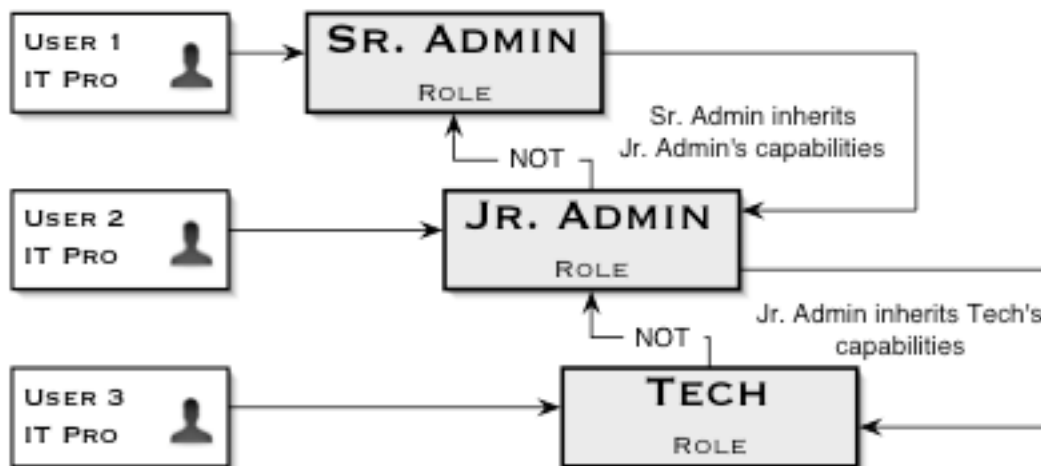 USER 1
IT PRO
SR. ADMIN
ROLE
Sr. Admin inherits
Jr. Admin's capabilities
NOT
USER 2
IT PRO
JR. ADMIN
ROLE
Jr. Admin inherits Tech's
capabilities
NOT
USER 3
IT PRO
TECH
ROLE